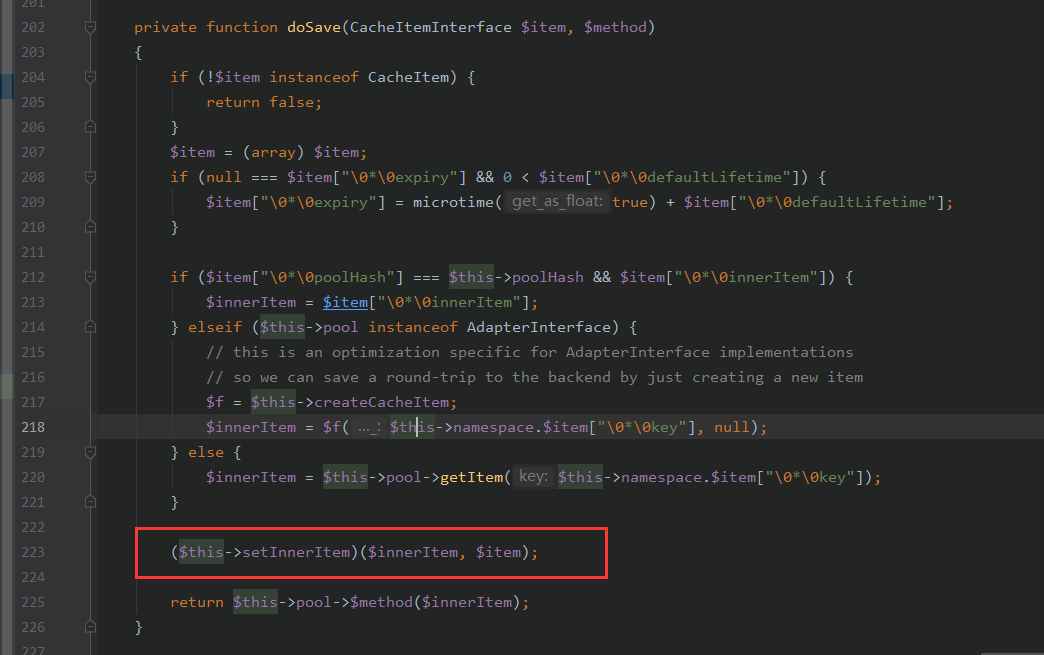 201
202 private function doSave(CacheItemInterface $item, $method)
203 {
204 if (!$item instanceof CacheItem) {
205 return false;
206 }
207 $item = (array) $item;
208 if (null === $item["\0*\0expiry"] && 0 < $item["\0*\0defaultLifetime"]) {
209 $item["\0*\0expiry"] = microtime( get_as_float: true) + $item["\0*\0defaultLifetime"];
210 }
211
212 if ($item["\0*\0poolHash"] === $this->poolHash && $item["\0*\0innerItem"]) {
213 $innerItem = $item["\0*\0innerItem"];
214 } elseif ($this->pool instanceof AdapterInterface) {
215 // this is an optimization specific for AdapterInterface implementations
216 // so we can save a round-trip to the backend by just creating a new item
217 $f = $this->createCacheItem;
218 $innerItem = $f( ..._: $this->namespace.$item["\0*\0key"], null);
219 } else {
220 $innerItem = $this->pool->getItem( key: $this->namespace.$item["\0*\0key"]);
221 }
222
223 ($this->setInnerItem)($innerItem, $item);
224
225 return $this->pool->$method($innerItem);
226 }
227